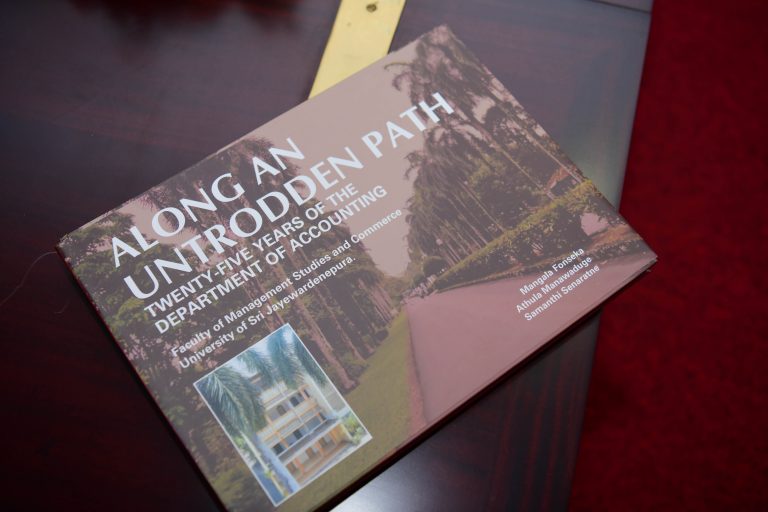 ALONG AN
UNTRODDEN PATH
TWENTY-FIVE YEARS OF THE
DEPARTMENT OF ACCOUNTING
Faculty of Management Studies and Commerce
University of Sri Jayewardenepura.
Mangala Fonseka
Athula Manawaduge
Samanthi Senaratne